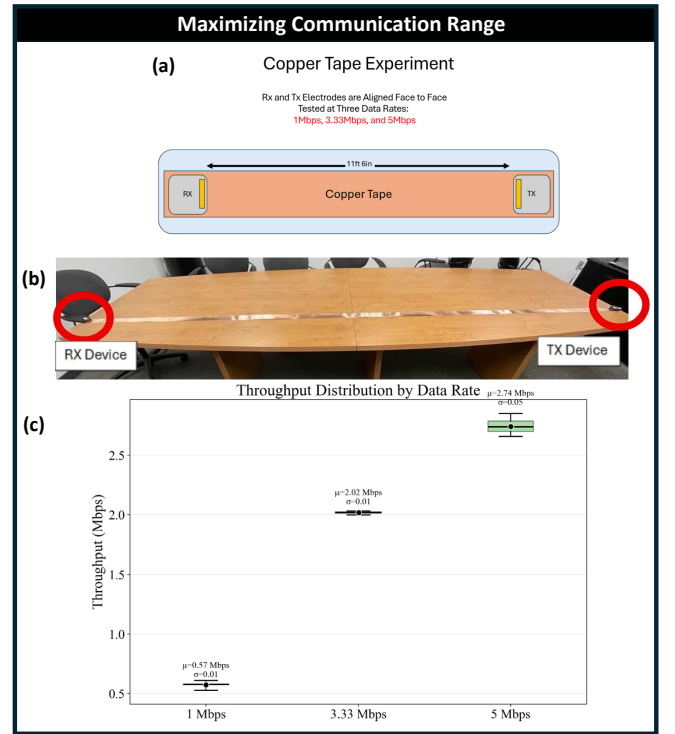 Maximizing Communication Range
(a)
Copper Tape Experiment
Rx and Tx Electrodes are Aligned Face to Face
Tested at Three Data Rates:
1Mbps, 3.33Mbps, and 5Mbps
11ft 6in
RX
Copper Tape
TX
(b)
RX Device
TX Device
(c)
Throughput Distribution by Data Rate
μ=2.74 Mbps
σ=0.05
2.5
μ=2.02 Mbps
σ=0.01
2.0
Throughput (Mbps)
1.5
1.0
μ=0.57 Mbps
σ=0.01
0.5
1 Mbps
3.33 Mbps
5 Mbps